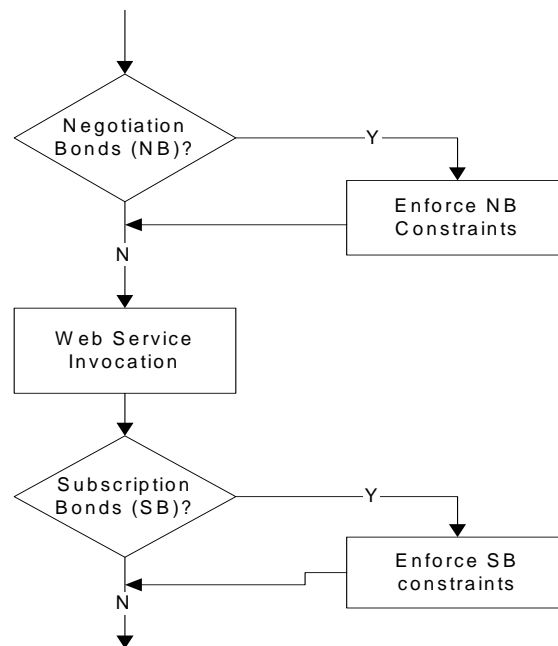 Negotiation
Bonds (NB)?
Y
Enforce NB
Constraints
N
Web Service
Invocation
Subscription
Bonds (SB)?
Y
Enforce SB
constraints
N